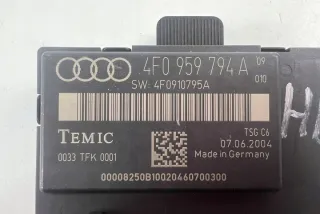 4F0 959 794 A 09
010
SW: 4F0910795A
TEMIC
0033 TFK 0001
TSG C6
07.06.2004
Made in Germany
00008250B10020460700300